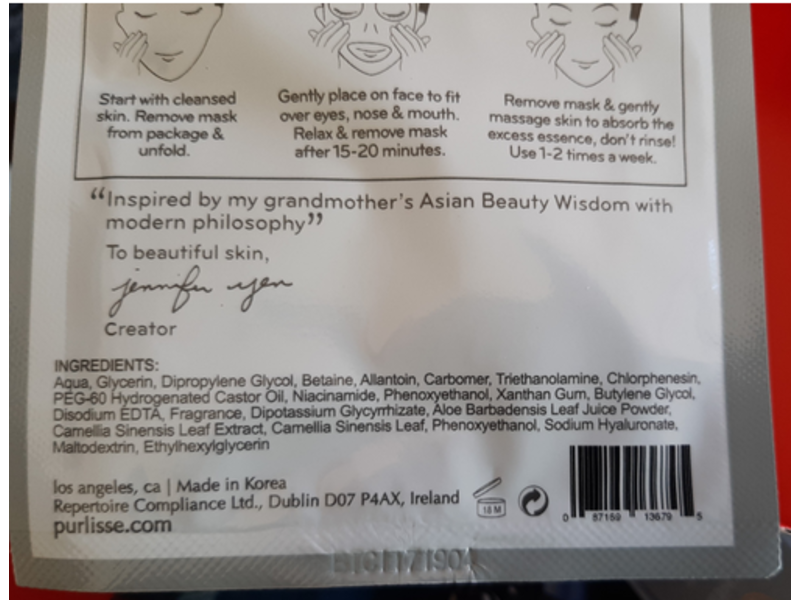 Start with cleansed
skin. Remove mask
from package &
unfold.
Gently place on face to fit
over eyes, nose & mouth.
Relax & remove mask
after 15-20 minutes.
Remove mask & gently
massage skin to absorb the
excess essence, don't rinse!
Use 1-2 times a week.
“Inspired by my grandmother's Asian Beauty Wisdom with
modern philosophy”
To beautiful skin,
jennifer yen
Creator
INGREDIENTS:
Aqua, Glycerin, Dipropylene Glycol, Betaine, Allantoin, Carbomer, Triethanolamine, Chlorphenesin,
PEG-60 Hydrogenated Castor Oil, Niacinamide, Phenoxyethanol, Xanthan Gum, Butylene Glycol,
Disodium EDTA, Fragrance, Dipotassium Glycyrrhizate, Aloe Barbadensis Leaf Juice Powder,
Camellia Sinensis Leaf Extract, Camellia Sinensis Leaf, Phenoxyethanol, Sodium Hyaluronate,
Maltodextrin, Ethylhexylglycerin
los angeles, ca | Made in Korea
Repertoire Compliance Ltd., Dublin D07 P4AX, Ireland
purlisse.com
18 M
0 87159 13679 5